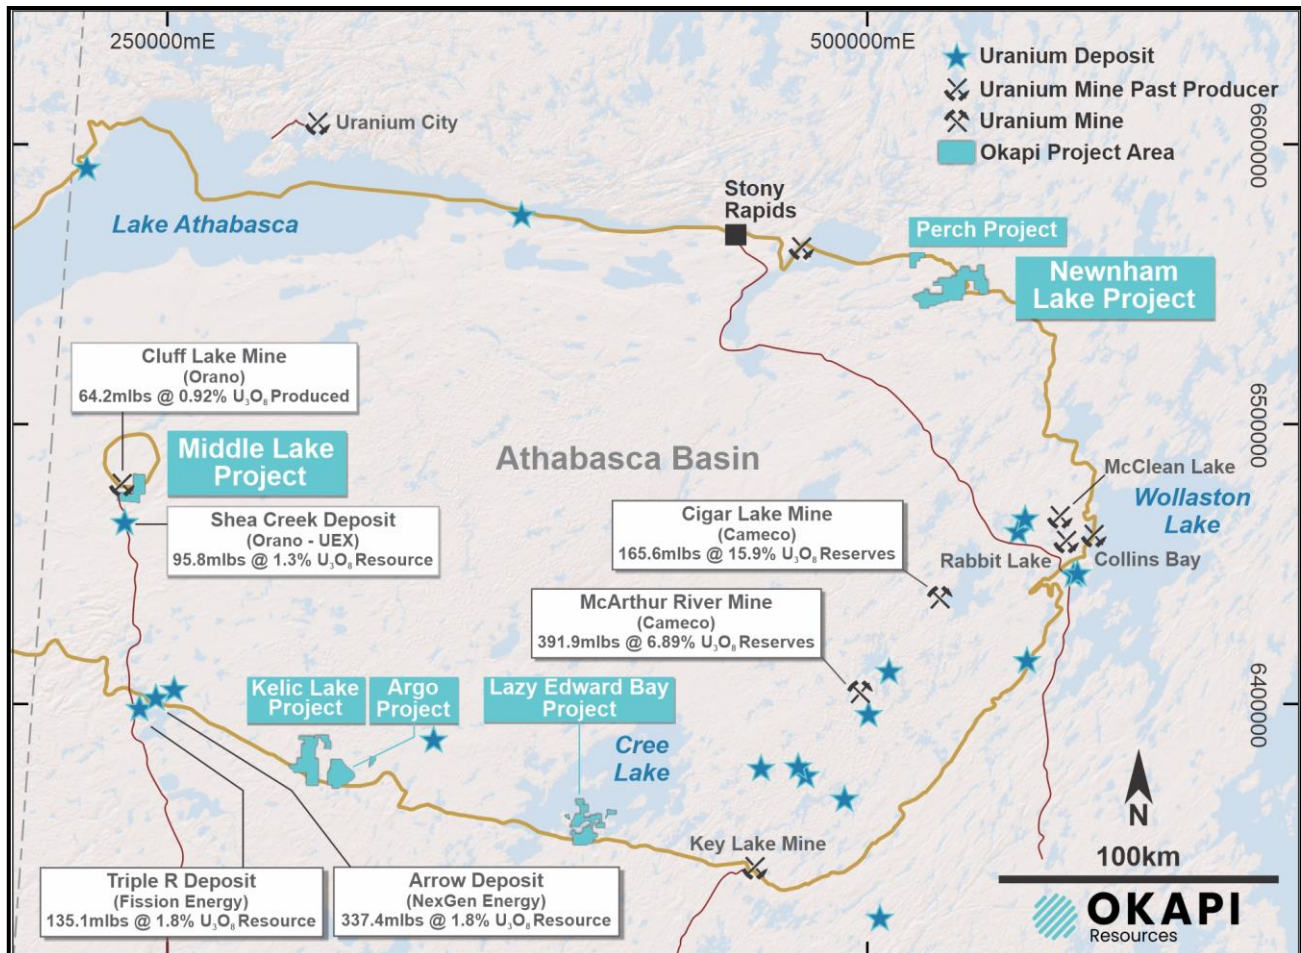 250000mE
500000mE
Uranium Deposit
Uranium Mine Past Producer
Uranium Mine
Okapi Project Area
6600000
6500000
6400000
Uranium City
Lake Athabasca
Stony
Rapids
Perch Project
Newnham
Lake Project
Cluff Lake Mine
(Orano)
64.2mlbs @ 0.92% U₃O₈ Produced
Middle Lake
Project
Shea Creek Deposit
(Orano - UEX)
95.8mlbs @ 1.3% U₃O₈ Resource
Athabasca Basin
McClean Lake
Wollaston
Lake
Cigar Lake Mine
(Cameco)
165.6mlbs @ 15.9% U₃O₈ Reserves
Rabbit Lake
Collins Bay
McArthur River Mine
(Cameco)
391.9mlbs @ 6.89% U₃O₈ Reserves
Kelic Lake
Project
Argo
Project
Lazy Edward Bay
Project
Cree
Lake
Key Lake Mine
Triple R Deposit
(Fission Energy)
135.1mlbs @ 1.8% U₃O₈ Resource
Arrow Deposit
(NexGen Energy)
337.4mlbs @ 1.8% U₃O₈ Resource
N
100km
OKAPI
Resources